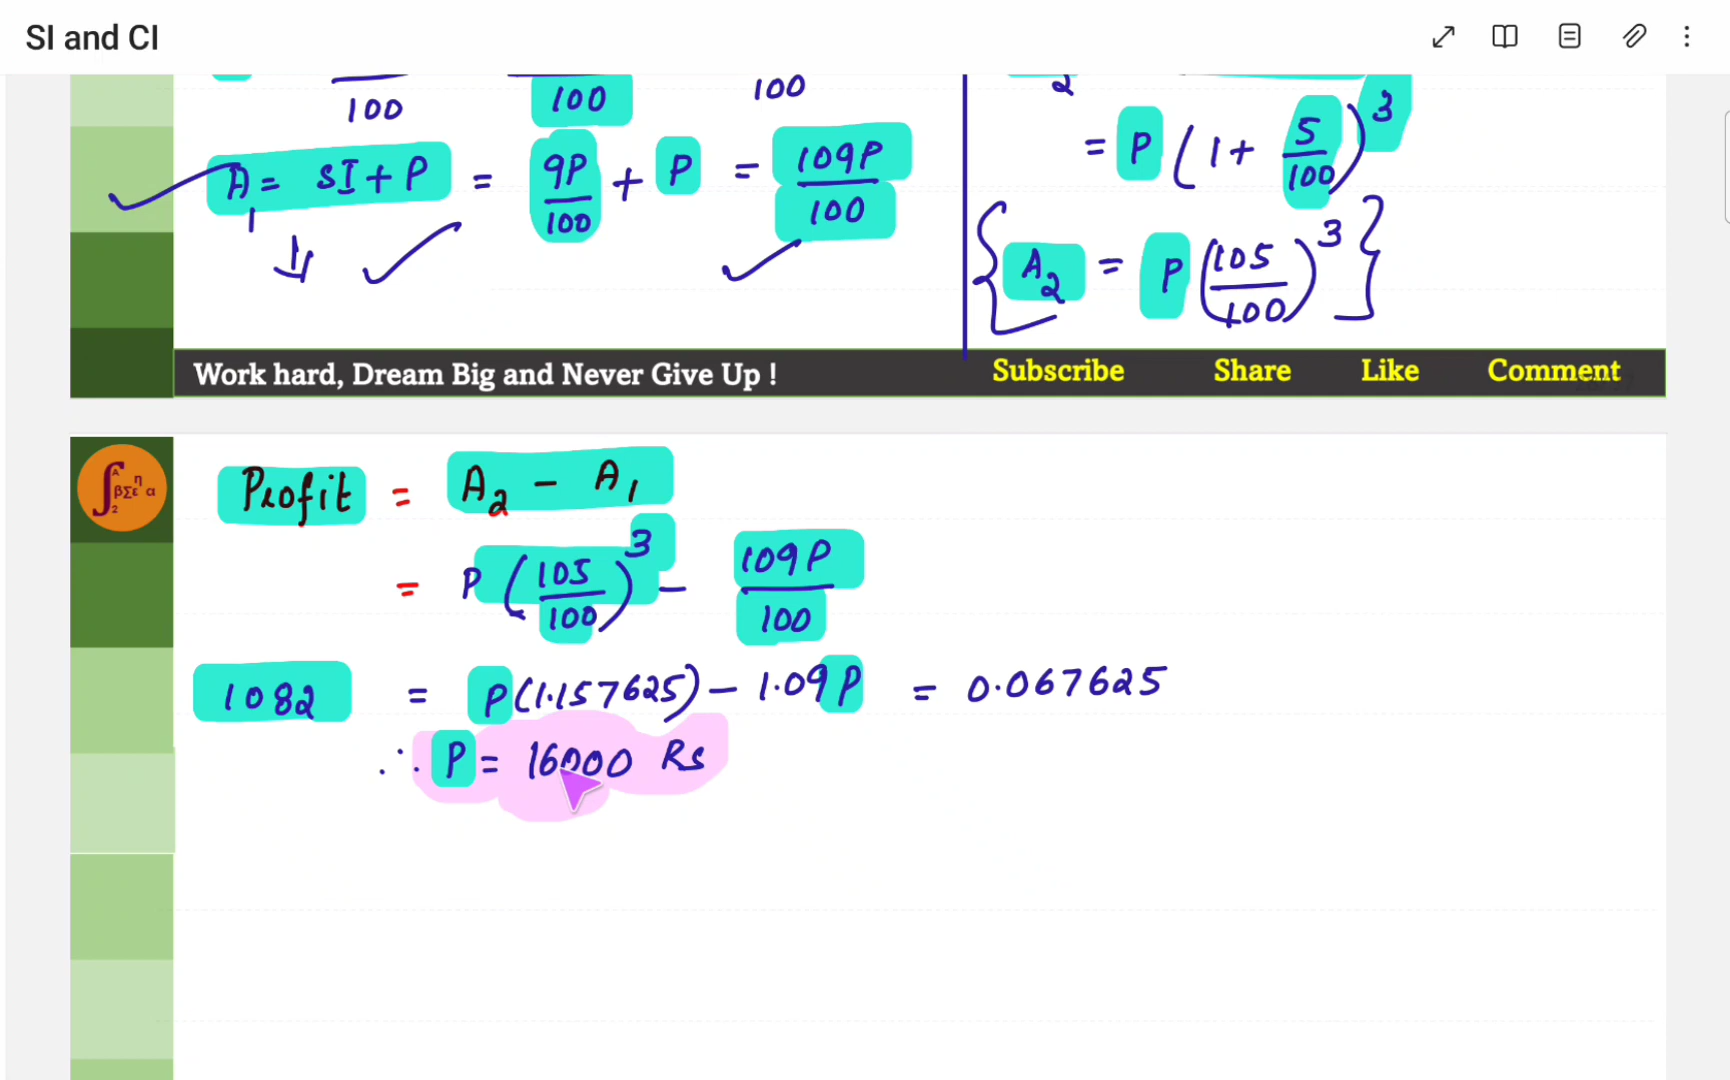 SI and CI
100
100
100
2
A1 = SI + P = 9P/100 + P = 109P/100
= P (1 + 5/100)^3
A2 = P (105/100)^3
Work hard, Dream Big and Never Give Up !
Subscribe Share Like Comment
Profit = A2 - A1
= P (105/100)^3 - 109P/100
1082 = P(1.157625) - 1.09P = 0.067625
∴ P = 16000 Rs